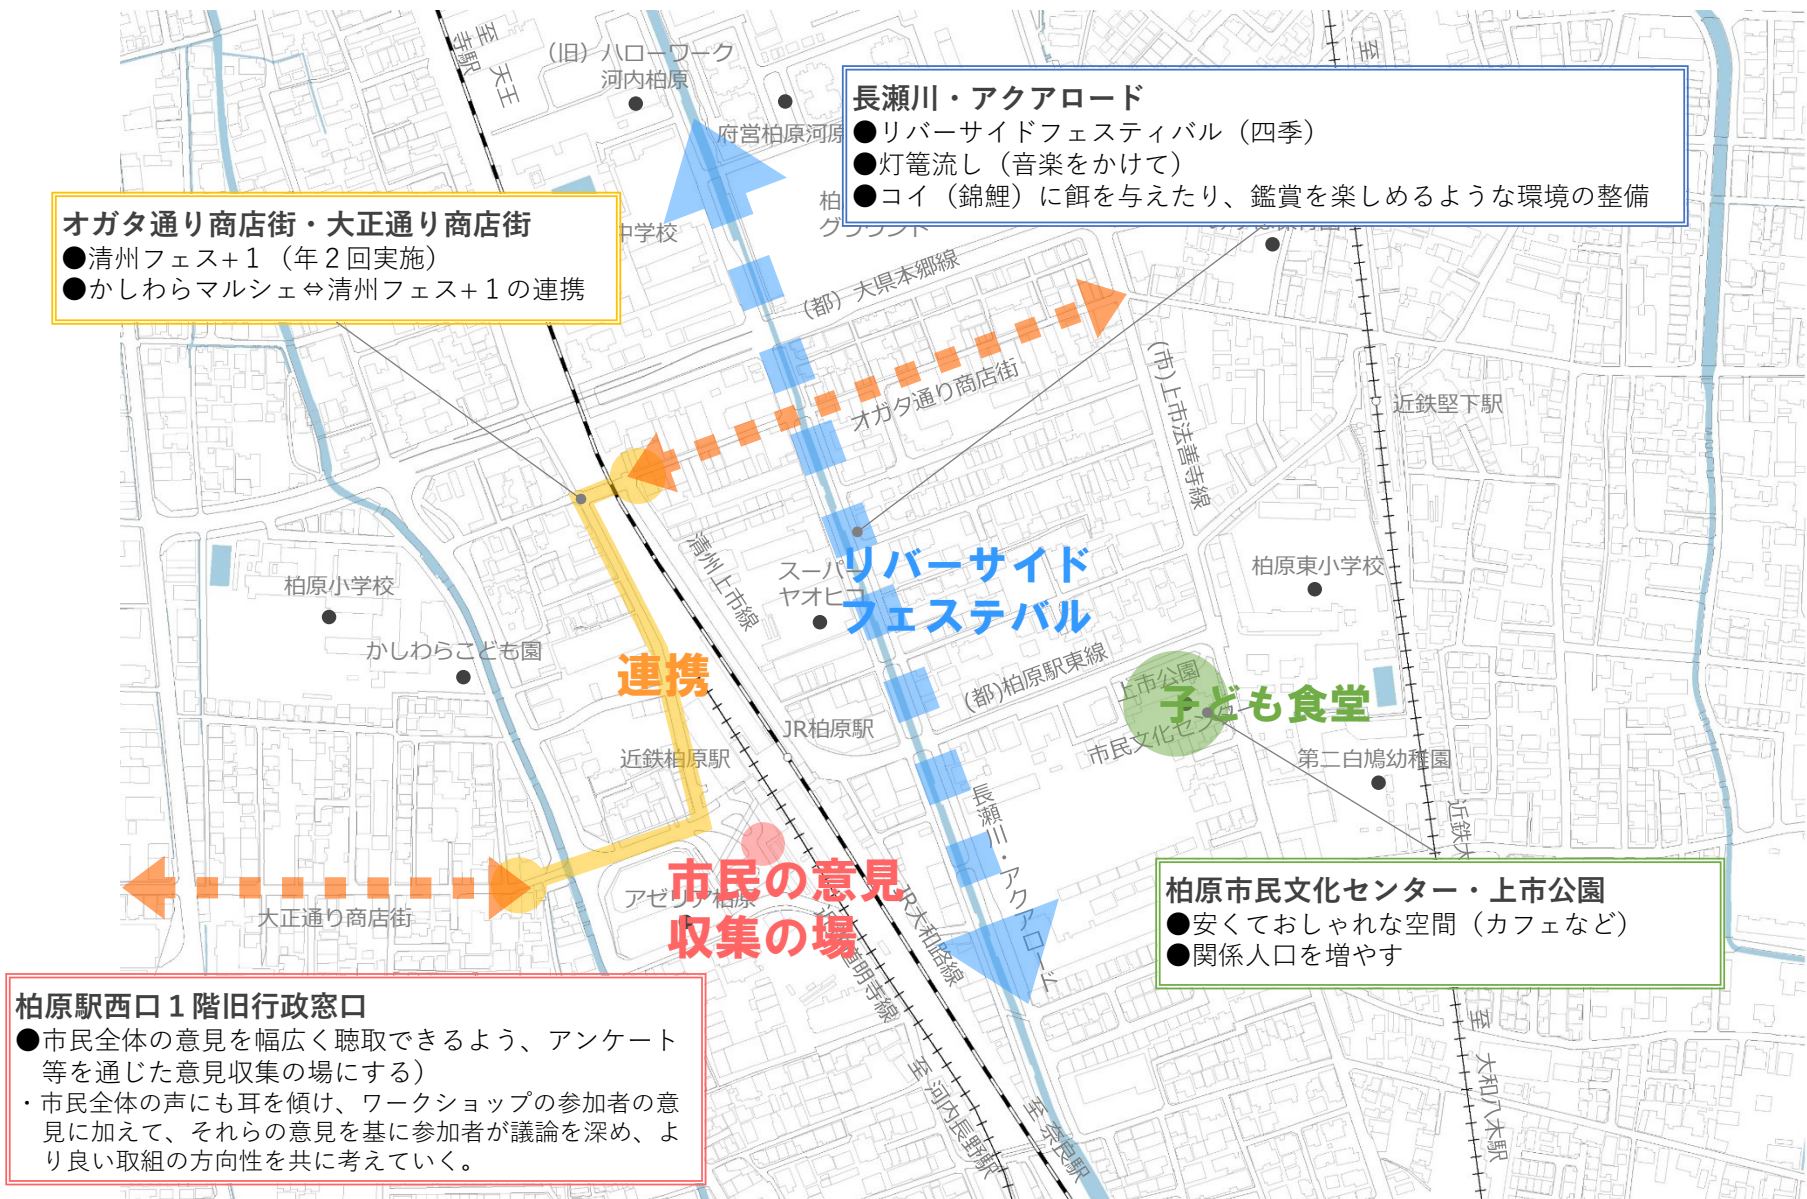 至 天王
寺駅
(旧) ハローワーク
河内柏原
府営柏原河原
至
長瀬川・アクアロード
●リバーサイドフェスティバル（四季）
●灯篭流し（音楽をかけて）
●コイ（錦鯉）に餌を与えたり、鑑賞を楽しめるような環境の整備
オガタ通り商店街・大正通り商店街
●清州フェス+１（年２回実施）
●かしわらマルシェ⇔清州フェス+１の連携
中学校
柏
グラウンド
(都) 大県本郷線
オガタ通り商店街
(市)上市法善寺線
近鉄堅下駅
清州上市線
スーパー
ヤオヒコ
リバーサイド
フェステバル
柏原東小学校
柏原小学校
かしわらこども園
連携
(都)柏原駅東線
上市公園
子ども食堂
市民文化センター
JR柏原駅
近鉄柏原駅
第二白鳩幼稚園
長瀬川・アクアロード
近鉄大
市民の意見
収集の場
アゼリア柏原
JR大和路線
道明寺線
大正通り商店街
柏原市民文化センター・上市公園
●安くておしゃれな空間（カフェなど）
●関係人口を増やす
柏原駅西口１階旧行政窓口
●市民全体の意見を幅広く聴取できるよう、アンケート
等を通じた意見収集の場にする）
・市民全体の声にも耳を傾け、ワークショップの参加者の意
見に加えて、それらの意見を基に参加者が議論を深め、よ
り良い取組の方向性を共に考えていく。
至 河内長野駅
至 奈良駅
至 大和八木駅